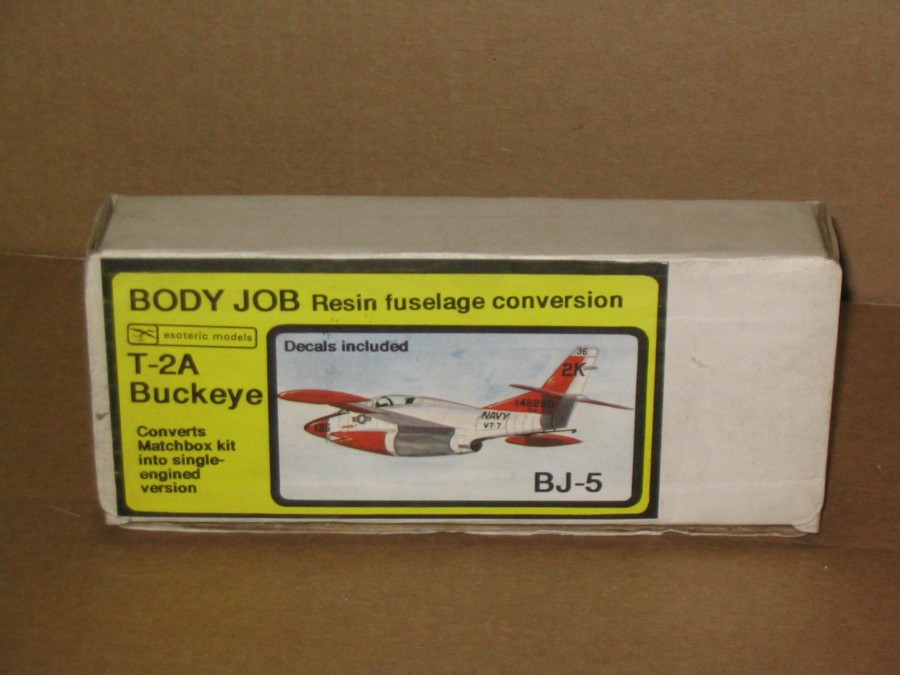 BODY JOB Resin fuselage conversion
esoteric models
T-2A
Buckeye
Converts
Matchbox kit
into single-
engined
version
Decals included
36
2K
NAVY
VT-7
BJ-5